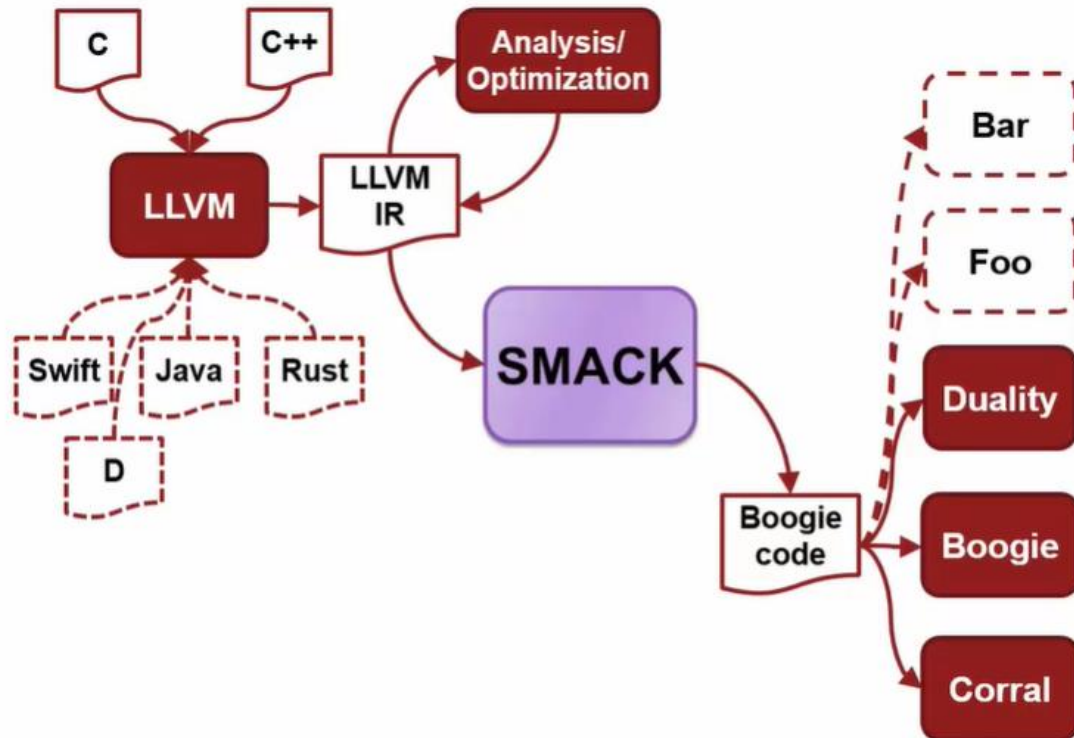 C
C++
Analysis/
Optimization
Bar
LLVM
LLVM
IR
Foo
Swift
Java
Rust
SMACK
Duality
D
Boogie
code
Boogie
Corral